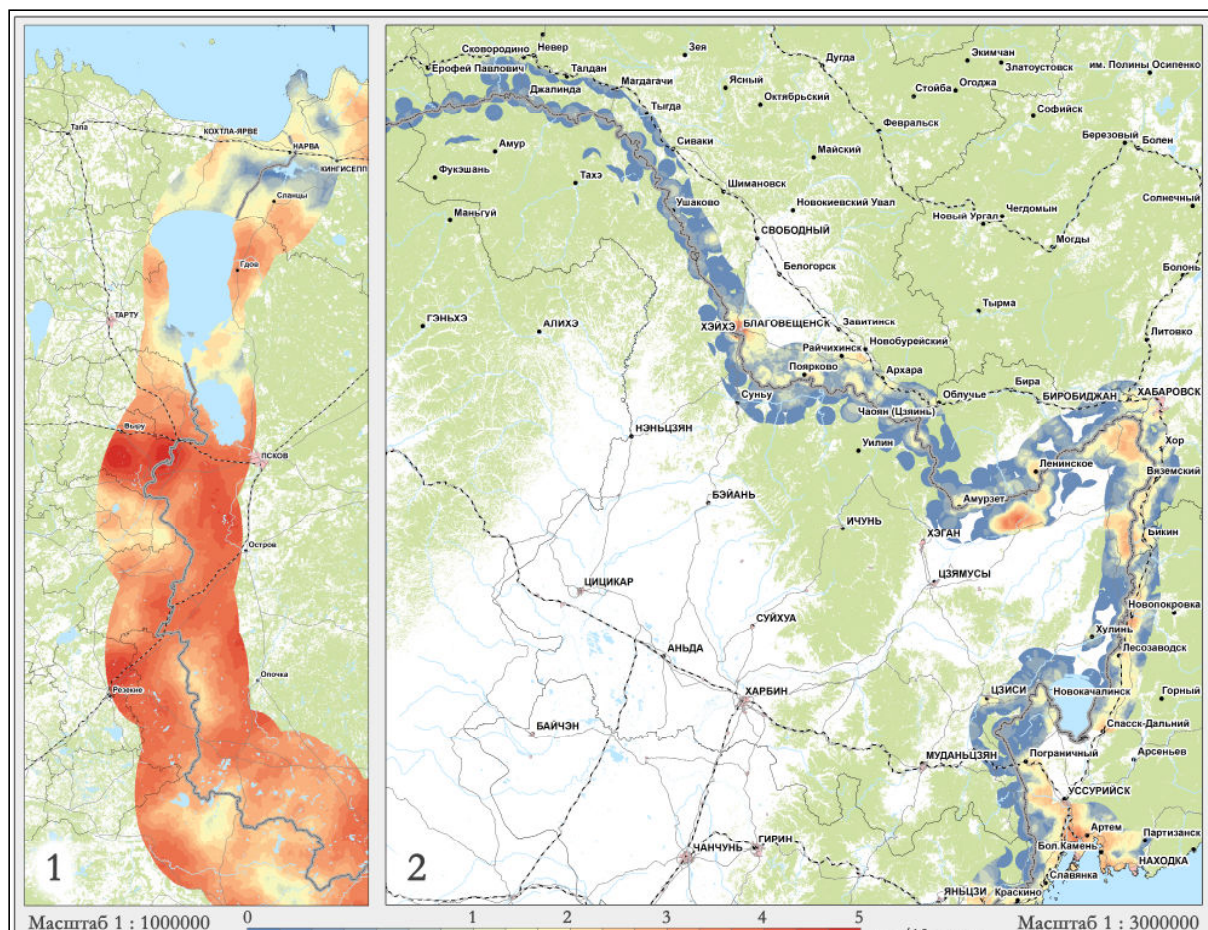 Тапа
КОХТЛА-ЯРВЕ
НАРВА
КИНГИСЕПП
Сланцы
Гдов
ТАРТУ
Выру
ПСКОВ
Остров
Резекне
Опочка
1
Масштаб 1 : 1000000
Сковородино
Невер
Зея
Экимчан
Златоустовск
им. Полины Осипенко
Ерофей Павлович
Талдан
Дугда
Магдагачи
Ясный
Стойба
Огоджа
Джалинда
Октябрьский
Тыгда
Софийск
Февральск
Березовый
Болен
Амур
Сиваки
Майский
Фукэшань
Тахэ
Шимановск
Солнечный
Маньгуй
Ушаково
Новокиевский Увал
Чегдомын
Новый Ургал
СВОБОДНЫЙ
Могды
Белогорск
Болонь
Тырма
ГЭНЬХЭ
АЛИХЭ
ХЭЙХЭ
БЛАГОВЕЩЕНСК
Завитинск
Литовко
Райчихинск
Новобурейский
Поярково
Архара
Бира
Суньу
Облучье
БИРОБИДЖАН
ХАБАРОВСК
Чаоян (Цзяинь)
НЭНЬЦЗЯН
Уилин
Хор
Ленинское
Вяземский
БЭЙАНЬ
Амурзет
ИЧУНЬ
ХЭГАН
Бикин
ЦИЦИКАР
ЦЗЯМУСЫ
СУЙХУА
Новопокровка
Хулинь
АНЬДА
Лесозаводск
ХАРБИН
ЦЗИСИ
Новокачалинск
Горный
БАЙЧЭН
Спасск-Дальний
МУДАНЬЦЗЯН
Пограничный
Арсеньев
УССУРИЙСК
Артем
Партизанск
ЧАНЧУНЬ
ГИРИН
Бол.Камень
НАХОДКА
Славянка
ЯНЬЦЗИ
Краскино
2
0 1 2 3 4 5
Масштаб 1 : 3000000